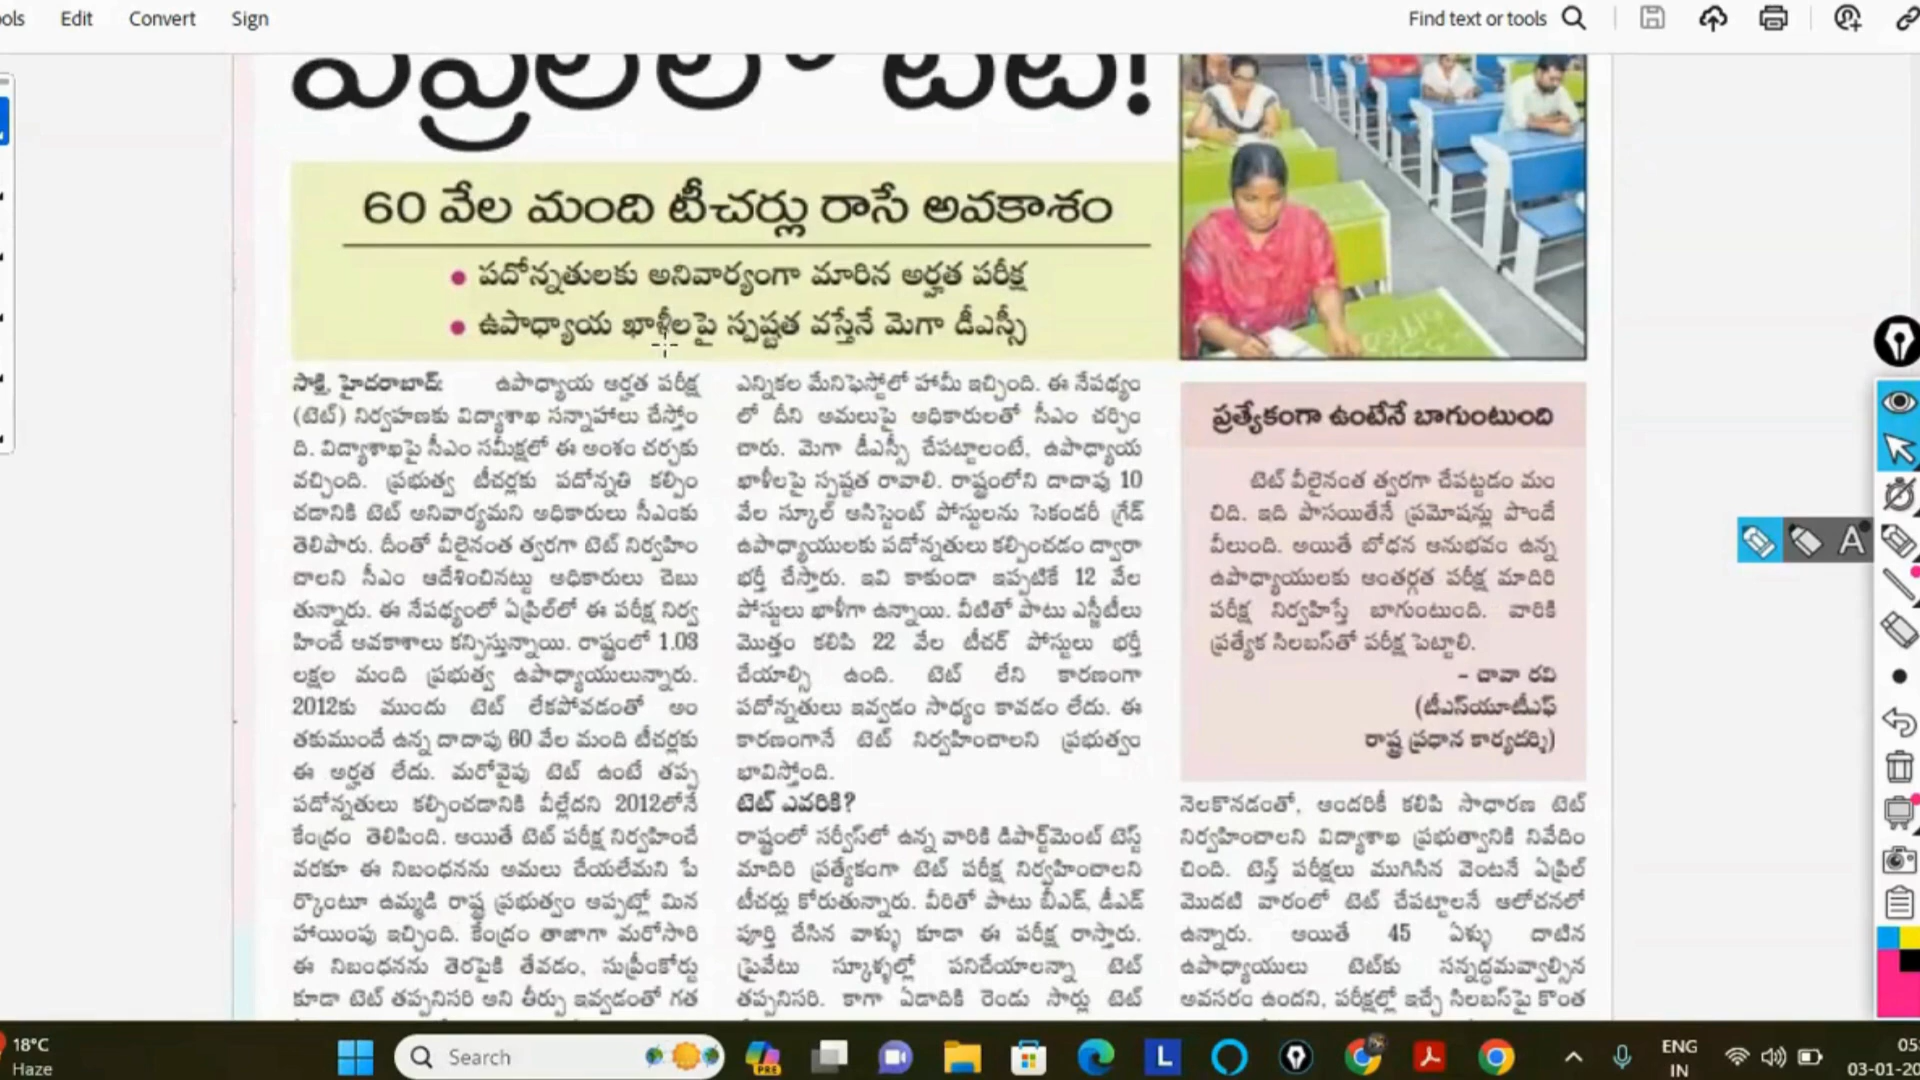 ols Edit Convert Sign Find text or tools
ఏప్రిల్‌లో టెట్!
60 వేల మంది టీచర్లు రాసే అవకాశం
• పదోన్నతులకు అనివార్యంగా మారిన అర్హత పరీక్ష
• ఉపాధ్యాయ ఖాళీలపై స్పష్టత వస్తేనే మెగా డీఎస్సీ
సాక్షి, హైదరాబాద్: ఉపాధ్యాయ అర్హత పరీక్ష
(టెట్) నిర్వహణకు విద్యాశాఖ సన్నాహాలు చేస్తోం
ది. విద్యాశాఖపై సీఎం సమీక్షలో ఈ అంశం చర్చకు
వచ్చింది. ప్రభుత్వ టీచర్లకు పదోన్నతి కల్పిం
చడానికి టెట్ అనివార్యమని అధికారులు సీఎంకు
తెలిపారు. దీంతో వీలైనంత త్వరగా టెట్ నిర్వహిం
చాలని సీఎం ఆదేశించినట్టు అధికారులు చెబు
తున్నారు. ఈ నేపథ్యంలో ఏప్రిల్‌లో ఈ పరీక్ష నిర్వ
హించే అవకాశాలు కన్పిస్తున్నాయి. రాష్ట్రంలో 1.03
లక్షల మంది ప్రభుత్వ ఉపాధ్యాయులున్నారు.
2012కు ముందు టెట్ లేకపోవడంతో అం
తకుముందే ఉన్న దాదాపు 60 వేల మంది టీచర్లకు
ఈ అర్హత లేదు. మరోవైపు టెట్ ఉంటే తప్ప
పదోన్నతులు కల్పించడానికి వీల్లేదని 2012లోనే
కేంద్రం తెలిపింది. అయితే టెట్ పరీక్ష నిర్వహించే
వరకూ ఈ నిబంధనను అమలు చేయలేమని పే
ర్కొంటూ ఉమ్మడి రాష్ట్ర ప్రభుత్వం అప్పట్లో మిన
హాయింపు ఇచ్చింది. కేంద్రం తాజాగా మరోసారి
ఈ నిబంధనను తెరపైకి తేవడం, సుప్రీంకోర్టు
కూడా టెట్ తప్పనిసరి అని తీర్పు ఇవ్వడంతో గత
ఎన్నికల మేనిఫెస్టోలో హామీ ఇచ్చింది. ఈ నేపథ్యం
లో దీని అమలుపై అధికారులతో సీఎం చర్చిం
చారు. మెగా డీఎస్సీ చేపట్టాలంటే, ఉపాధ్యాయ
ఖాళీలపై స్పష్టత రావాలి. రాష్ట్రంలోని దాదాపు 10
వేల స్కూల్ అసిస్టెంట్ పోస్టులను సెకండరీ గ్రేడ్
ఉపాధ్యాయులకు పదోన్నతులు కల్పించడం ద్వారా
భర్తీ చేస్తారు. ఇవి కాకుండా ఇప్పటికే 12 వేల
పోస్టులు ఖాళీగా ఉన్నాయి. వీటితో పాటు ఎస్జీటీలు
మొత్తం కలిపి 22 వేల టీచర్ పోస్టులు భర్తీ
చేయాల్సి ఉంది. టెట్ లేని కారణంగా
పదోన్నతులు ఇవ్వడం సాధ్యం కావడం లేదు. ఈ
కారణంగానే టెట్ నిర్వహించాలని ప్రభుత్వం
భావిస్తోంది.
టెట్ ఎవరికి?
రాష్ట్రంలో సర్వీస్‌లో ఉన్న వారికి డిపార్ట్‌మెంట్ టెస్ట్
మాదిరి ప్రత్యేకంగా టెట్ పరీక్ష నిర్వహించాలని
టీచర్లు కోరుతున్నారు. వీరితో పాటు బీఎడ్, డీఎడ్
పూర్తి చేసిన వాళ్ళు కూడా ఈ పరీక్ష రాస్తారు.
ప్రైవేటు స్కూళ్ళల్లో పనిచేయాలన్నా టెట్
తప్పనిసరి. కాగా ఏడాదికి రెండు సార్లు టెట్
ప్రత్యేకంగా ఉంటేనే బాగుంటుంది
టెట్ వీలైనంత త్వరగా చేపట్టడం మం
చిది. ఇది పాసయితేనే ప్రమోషన్లు పొందే
వీలుంది. అయితే బోధన అనుభవం ఉన్న
ఉపాధ్యాయులకు అంతర్గత పరీక్ష మాదిరి
పరీక్ష నిర్వహిస్తే బాగుంటుంది. వారికి
ప్రత్యేక సిలబస్‌తో పరీక్ష పెట్టాలి.
– చావా రవి
(టీఎస్‌యూటీఎఫ్
రాష్ట్ర ప్రధాన కార్యదర్శి)
నెలకొనడంతో, అందరికీ కలిపి సాధారణ టెట్
నిర్వహించాలని విద్యాశాఖ ప్రభుత్వానికి నివేదిం
చింది. టెన్త్ పరీక్షలు ముగిసిన వెంటనే ఏప్రిల్
మొదటి వారంలో టెట్ చేపట్టాలనే ఆలోచనలో
ఉన్నారు. అయితే 45 ఏళ్ళు దాటిన
ఉపాధ్యాయులు టెట్‌కు సన్నద్ధమవ్వాల్సిన
అవసరం ఉందని, పరీక్షల్లో ఇచ్చే సిలబస్‌పై కొంత
A
18°C
Haze
Search
PRE
L
ENG
IN
05:
03-01-20